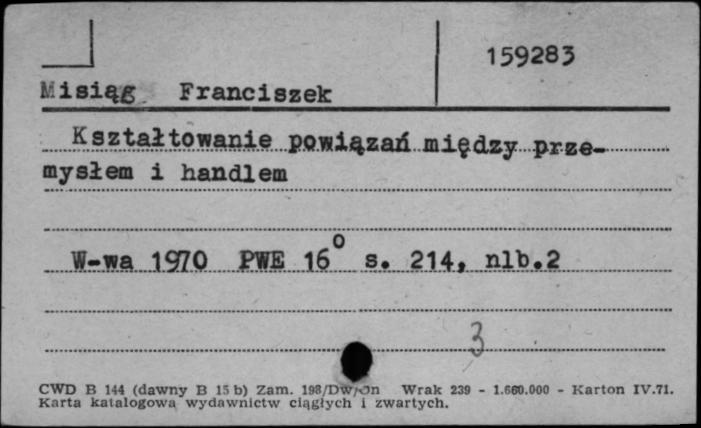 159283
Misiąg Franciszek
Kształtowanie powiązań między prze-
mysłem i handlem
W-wa 1970 PWE 16° s. 214, nlb.2
3
CWD B 144 (dawny B 15 b) Zam. 198/Dw/On Wrak 239 - 1.660.000 - Karton IV.71.
Karta katalogowa wydawnictw ciągłych i zwartych.